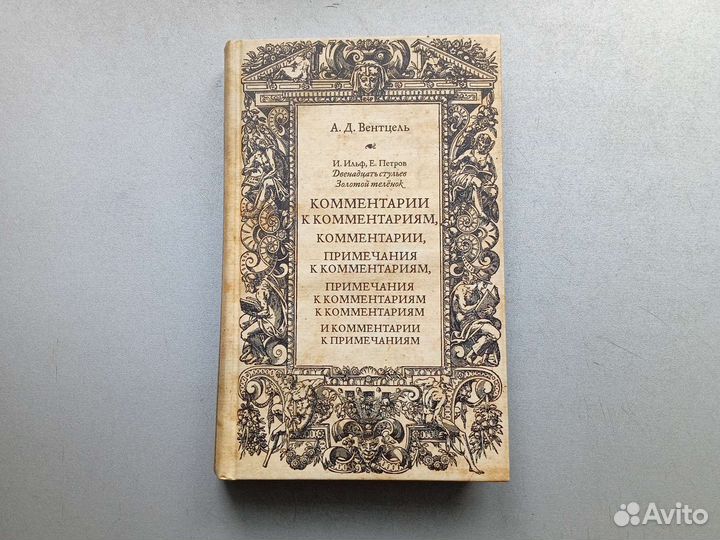 А. Д. Вентцель
И. Ильф, Е. Петров
Двенадцать стульев
Золотой телёнок
КОММЕНТАРИИ
К КОММЕНТАРИЯМ,
КОММЕНТАРИИ,
ПРИМЕЧАНИЯ
К КОММЕНТАРИЯМ,
ПРИМЕЧАНИЯ
К КОММЕНТАРИЯМ
К КОММЕНТАРИЯМ
И КОММЕНТАРИИ
К ПРИМЕЧАНИЯМ
Avito